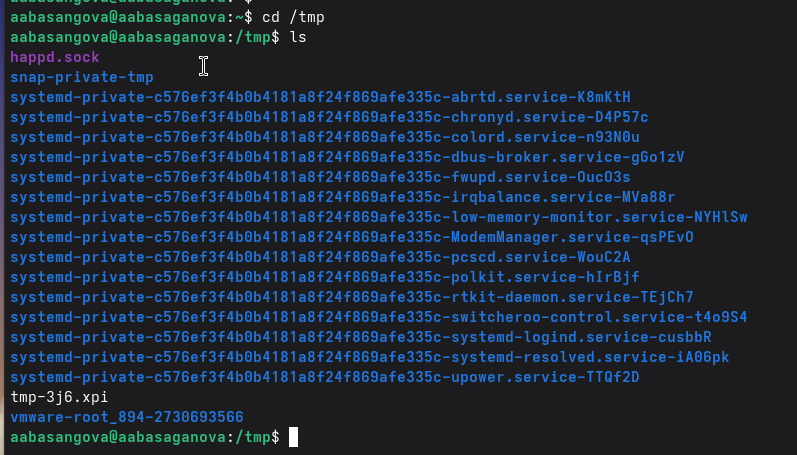 aabasangova@aabasaganova:~$ cd /tmp
aabasangova@aabasaganova:/tmp$ ls
happd.sock
snap-private-tmp
systemd-private-c576ef3f4b0b4181a8f24f869afe335c-abrtd.service-K8mKtH
systemd-private-c576ef3f4b0b4181a8f24f869afe335c-chronyd.service-D4P57c
systemd-private-c576ef3f4b0b4181a8f24f869afe335c-colord.service-n93N0u
systemd-private-c576ef3f4b0b4181a8f24f869afe335c-dbus-broker.service-gGo1zV
systemd-private-c576ef3f4b0b4181a8f24f869afe335c-fwupd.service-OucO3s
systemd-private-c576ef3f4b0b4181a8f24f869afe335c-irqbalance.service-MVa88r
systemd-private-c576ef3f4b0b4181a8f24f869afe335c-low-memory-monitor.service-NYHlSw
systemd-private-c576ef3f4b0b4181a8f24f869afe335c-ModemManager.service-qsPEvO
systemd-private-c576ef3f4b0b4181a8f24f869afe335c-pcscd.service-WouC2A
systemd-private-c576ef3f4b0b4181a8f24f869afe335c-polkit.service-hIrBjf
systemd-private-c576ef3f4b0b4181a8f24f869afe335c-rtkit-daemon.service-TEjCh7
systemd-private-c576ef3f4b0b4181a8f24f869afe335c-switcheroo-control.service-t4o9S4
systemd-private-c576ef3f4b0b4181a8f24f869afe335c-systemd-logind.service-cusbbR
systemd-private-c576ef3f4b0b4181a8f24f869afe335c-systemd-resolved.service-iA06pk
systemd-private-c576ef3f4b0b4181a8f24f869afe335c-upower.service-TTQf2D
tmp-3j6.xpi
vmware-root_894-2730693566
aabasangova@aabasaganova:/tmp$